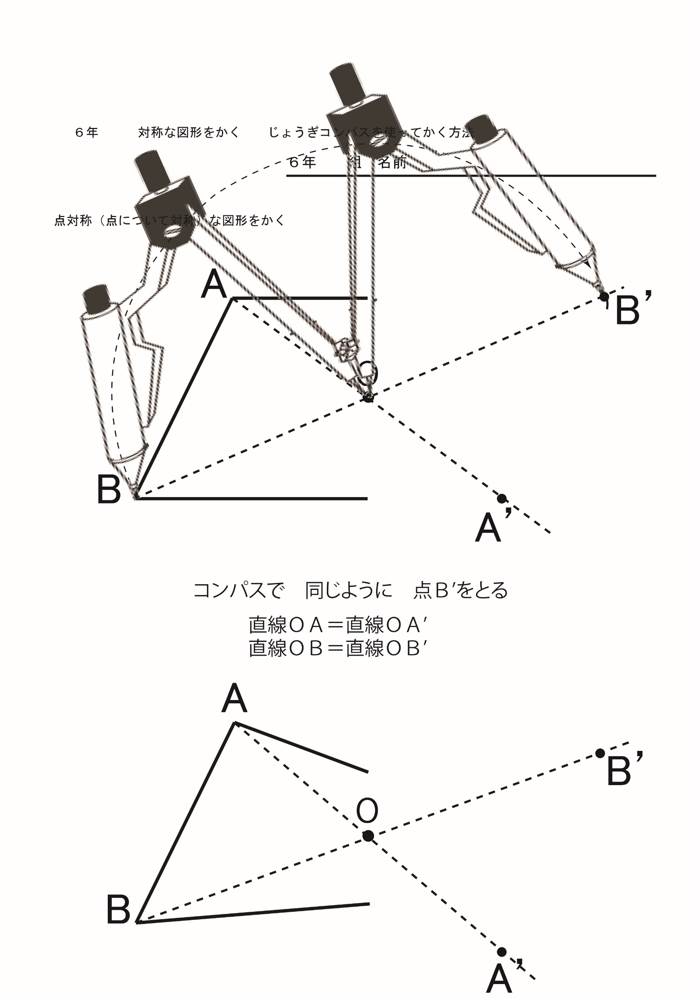 ６年　　　対称な図形をかく　　じょうぎコンパスを使ってかく方法
６年　　組　名前
点対称（点について対称）な図形をかく
A
O
B’
B
A’
コンパスで　同じように　点Ｂ′をとる
直線ＯＡ＝直線ＯＡ′
直線ＯＢ＝直線ＯＢ′
A
B’
O
B
A’